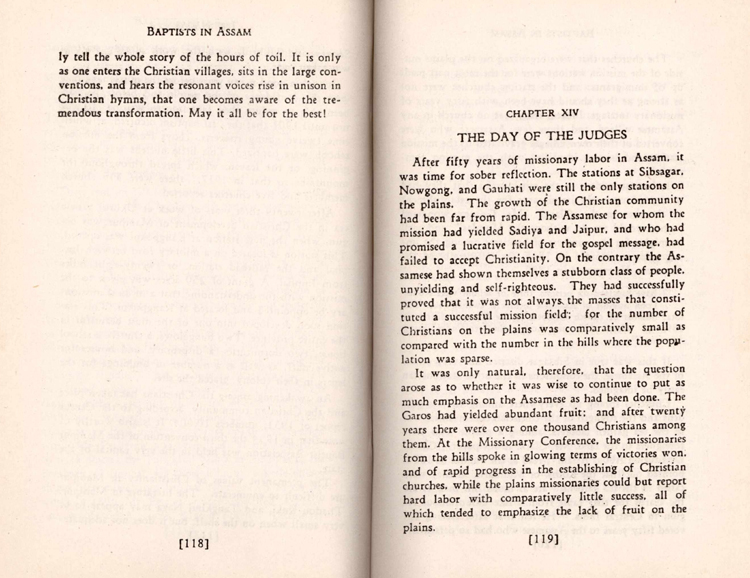 BAPTISTS IN ASSAM
ly tell the whole story of the hours of toil. It is only
as one enters the Christian villages, sits in the large con-
ventions, and hears the resonant voices rise in unison in
Christian hymns, that one becomes aware of the tre-
mendous transformation. May it all be for the best!
[118]
CHAPTER XIV
THE DAY OF THE JUDGES
After fifty years of missionary labor in Assam, it
was time for sober reflection. The stations at Sibsagar,
Nowgong, and Gauhati were still the only stations on
the plains. The growth of the Christian community
had been far from rapid. The Assamese for whom the
mission had yielded Sadiya and Jaipur, and who had
promised a lucrative field for the gospel message, had
failed to accept Christianity. On the contrary the As-
samese had shown themselves a stubborn class of people,
unyielding and self-righteous. They had successfully
proved that it was not always the masses that consti-
tuted a successful mission field; for the number of
Christians on the plains was comparatively small as
compared with the number in the hills where the popu-
lation was sparse.
It was only natural, therefore, that the question
arose as to whether it was wise to continue to put as
much emphasis on the Assamese as had been done. The
Garos had yielded abundant fruit; and after twenty
years there were over one thousand Christians among
them. At the Missionary Conference, the missionaries
from the hills spoke in glowing terms of victories won,
and of rapid progress in the establishing of Christian
churches, while the plains missionaries could but report
hard labor with comparatively little success, all of
which tended to emphasize the lack of fruit on the
plains.
[119]